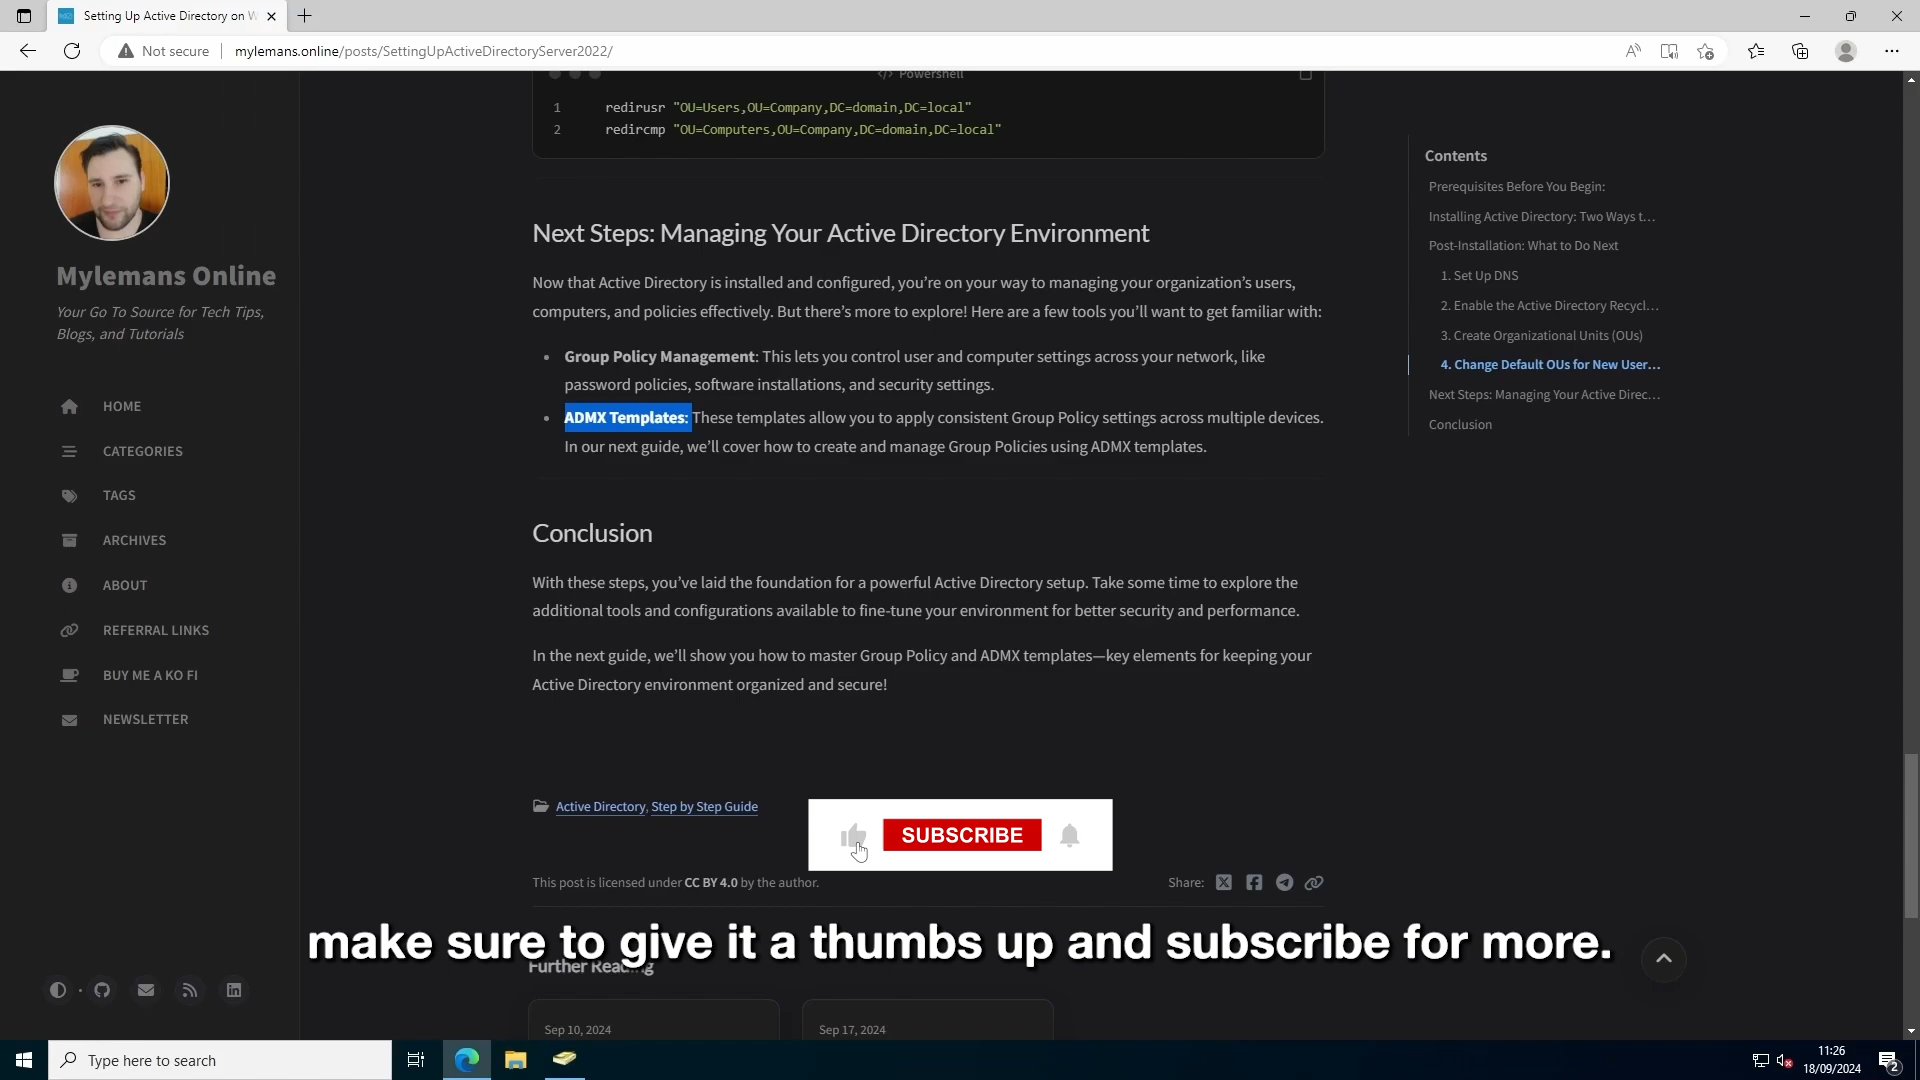 Setting Up Active Directory on W
Not secure
mylemans.online/posts/SettingUpActiveDirectoryServer2022/
Mylemans Online
Your Go To Source for Tech Tips,
Blogs, and Tutorials
HOME
CATEGORIES
TAGS
ARCHIVES
ABOUT
REFERRAL LINKS
BUY ME A KO FI
NEWSLETTER
</> Powershell
1 redirusr "OU=Users,OU=Company,DC=domain,DC=local"
2 redircmp "OU=Computers,OU=Company,DC=domain,DC=local"
Next Steps: Managing Your Active Directory Environment
Now that Active Directory is installed and configured, you’re on your way to managing your organization’s users,
computers, and policies effectively. But there’s more to explore! Here are a few tools you’ll want to get familiar with:
• Group Policy Management: This lets you control user and computer settings across your network, like
password policies, software installations, and security settings.
• ADMX Templates: These templates allow you to apply consistent Group Policy settings across multiple devices.
In our next guide, we’ll cover how to create and manage Group Policies using ADMX templates.
Conclusion
With these steps, you’ve laid the foundation for a powerful Active Directory setup. Take some time to explore the
additional tools and configurations available to fine-tune your environment for better security and performance.
In the next guide, we’ll show you how to master Group Policy and ADMX templates—key elements for keeping your
Active Directory environment organized and secure!
Active Directory, Step by Step Guide
SUBSCRIBE
This post is licensed under CC BY 4.0 by the author.
Share:
make sure to give it a thumbs up and subscribe for more.
Further Reading
Sep 10, 2024
Sep 17, 2024
Contents
Prerequisites Before You Begin:
Installing Active Directory: Two Ways t…
Post-Installation: What to Do Next
1. Set Up DNS
2. Enable the Active Directory Recycl…
3. Create Organizational Units (OUs)
4. Change Default OUs for New User…
Next Steps: Managing Your Active Direc…
Conclusion
Type here to search
11:26
18/09/2024
2